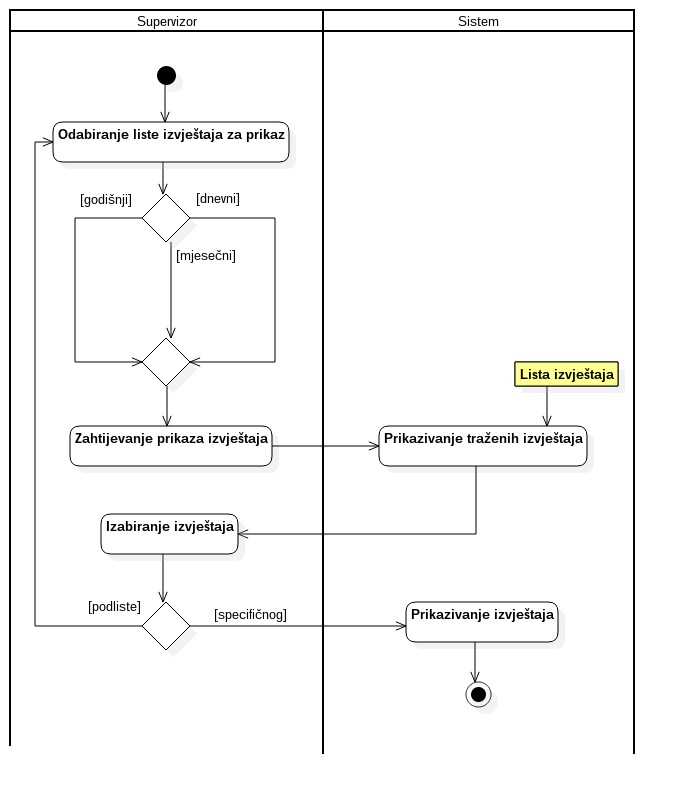 Supervizor
Sistem
Odabiranje liste izvještaja za prikaz
[godišnji]
[dnevni]
[mjesečni]
Lista izvještaja
Zahtijevanje prikaza izvještaja
Prikazivanje traženih izvještaja
Izabiranje izvještaja
[podliste]
[specifičnog]
Prikazivanje izvještaja